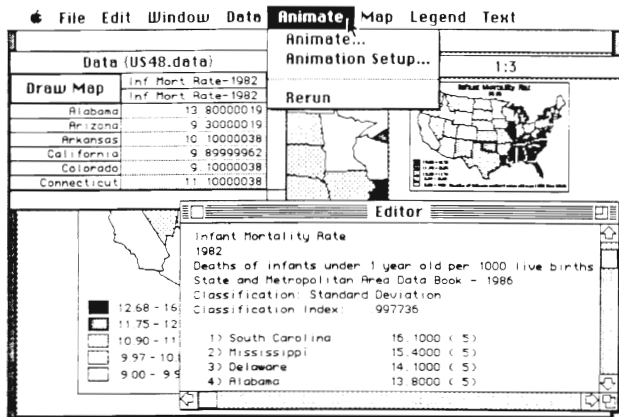 File Edit Window Data Animate Map Legend Text
Animate...
Animation Setup...
Rerun
Data (US48.data)
1:3
Draw Map
Inf Mort Rate-1982
Inf Mort Rate-1982
Alabama 13 80000019
Arizona 9 30000019
Arkansas 10 10000038
California 9 89999962
Colorado 9 10000038
Connecticut 11 10000038
Infant Mortality Rat
12.68 - 16
11.75 - 12
10.90 - 11
9.97 - 10
9.00 - 9.9
Editor
Infant Mortality Rate
1982
Deaths of infants under 1 year old per 1000 live births
State and Metropolitan Area Data Book - 1986
Classification: Standard Deviation
Classification Index: 997736
1) South Carolina 16.1000 ( 5)
2) Mississippi 15.4000 ( 5)
3) Delaware 14.1000 ( 5)
4) Alabama 13.8000 ( 5)